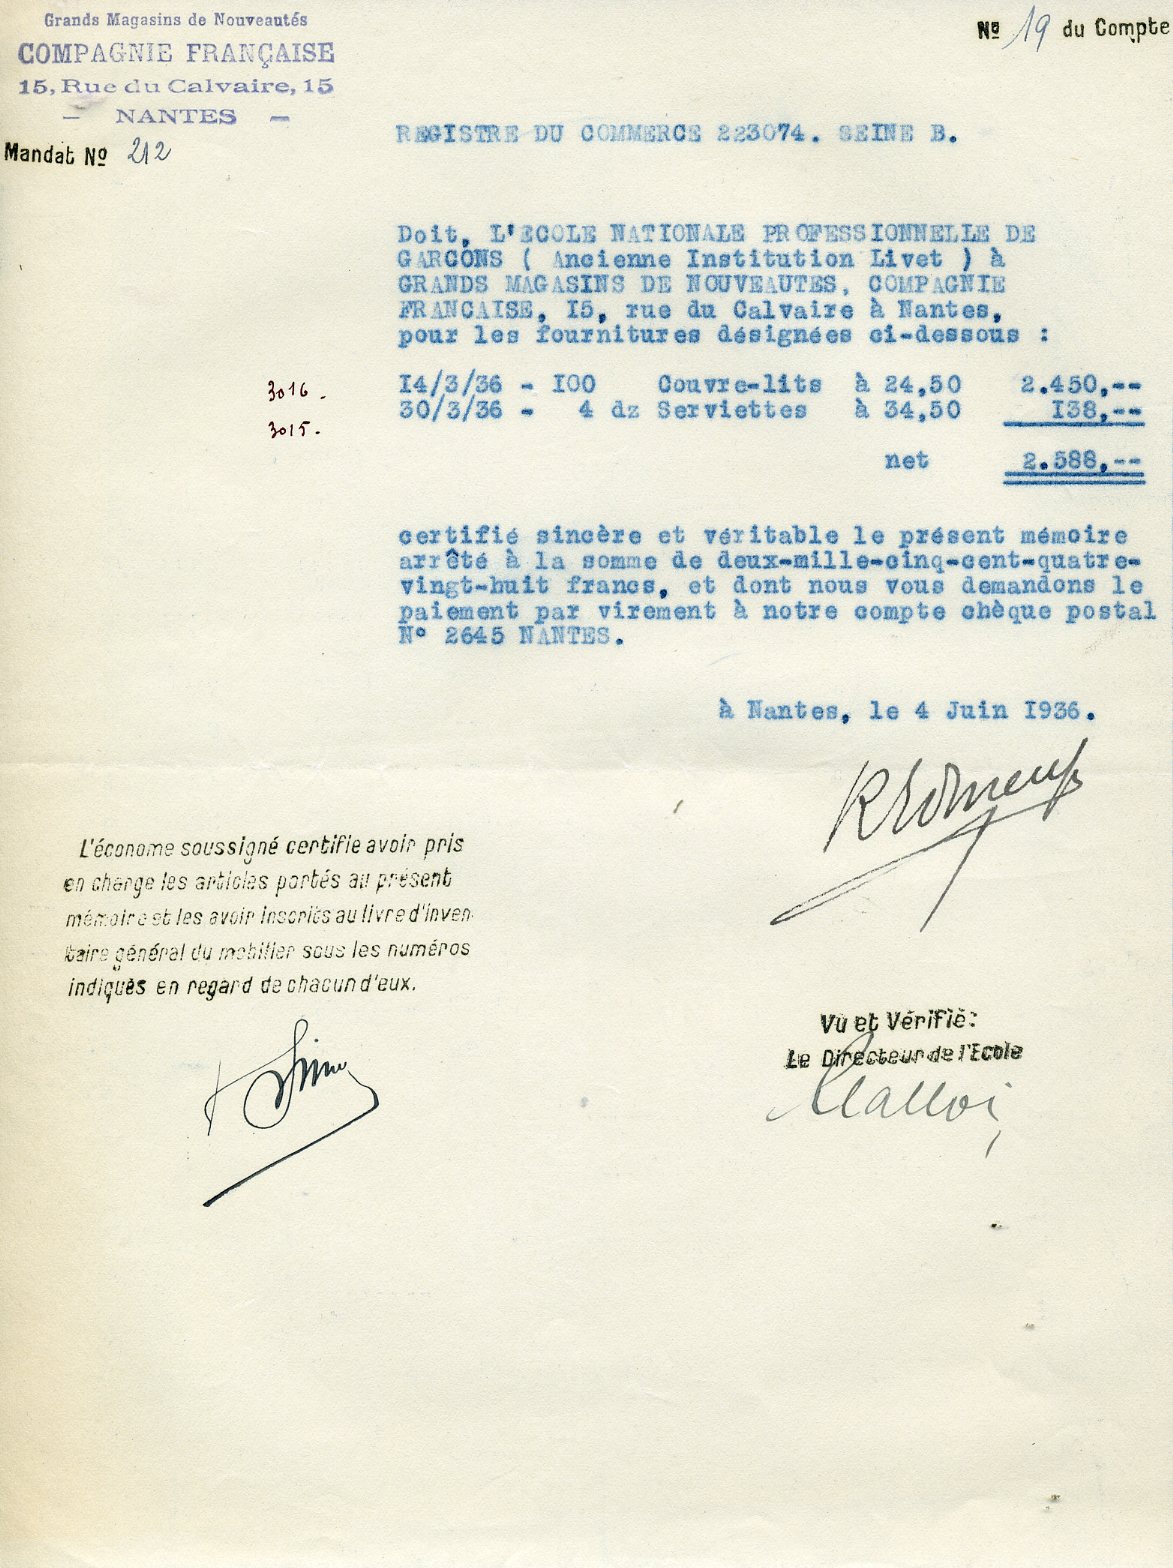 Grands Magasins de Nouveautés
COMPAGNIE FRANÇAISE
15, Rue du Calvaire, 15
— NANTES —
Mandat Nº 212
Nº 19 du Compte
REGISTRE DU COMMERCE 223074. SEINE B.
Doit, L'ECOLE NATIONALE PROFESSIONNELLE DE
GARCONS ( Ancienne Institution Livet ) à
GRANDS MAGASINS DE NOUVEAUTES, COMPAGNIE
FRANCAISE, I5, rue du Calvaire à Nantes,
pour les fournitures désignées ci-dessous :
3016. I4/3/36 - I00 Couvre-lits à 24,50 2.450,--
30/3/36 - 4 dz Serviettes à 34,50 I38,--
3015.
net 2.588,--
certifié sincère et véritable le présent mémoire
arrêté à la somme de deux-mille-cinq-cent-quatre-
vingt-huit francs, et dont nous vous demandons le
paiement par virement à notre compte chèque postal
N° 2645 NANTES.
à Nantes, le 4 Juin I936.
L'économe soussigné certifie avoir pris
en charge les articles portés au présent
mémoire et les avoir inscrits au livre d'inven
taire général du mobilier sous les numéros
indiqués en regard de chacun d'eux.
Vu et Vérifié:
Le Directeur de l'Ecole